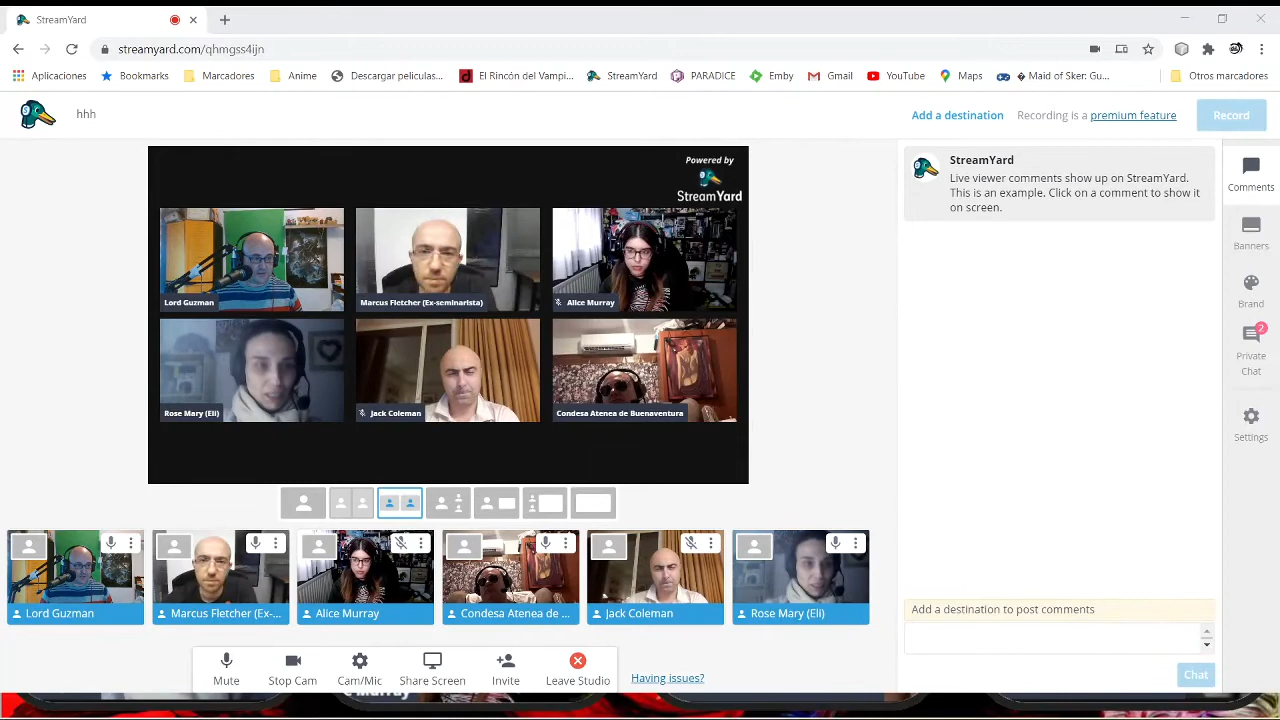 StreamYard
streamyard.com/qhmgss4ijn
Aplicaciones
Bookmarks
Marcadores
Anime
Descargar peliculas...
El Rincón del Vampi...
StreamYard
PARADICE
Emby
Gmail
YouTube
Maps
� Maid of Sker: Gu...
Otros marcadores
hhh
Add a destination
Recording is a premium feature
Record
Powered by
StreamYard
Lord Guzman
Marcus Fletcher (Ex-seminarista)
Alice Murray
Rose Mary (Eli)
Jack Coleman
Condesa Atenea de Buenaventura
StreamYard
Live viewer comments show up on StreamYard.
This is an example. Click on a comment to show it
on screen.
Comments
Banners
Brand
2
Private
Chat
Settings
Lord Guzman
Marcus Fletcher (Ex-...
Alice Murray
Condesa Atenea de ...
Jack Coleman
Rose Mary (Eli)
Add a destination to post comments
Chat
Mute
Stop Cam
Cam/Mic
Share Screen
Invite
Leave Studio
Having issues?